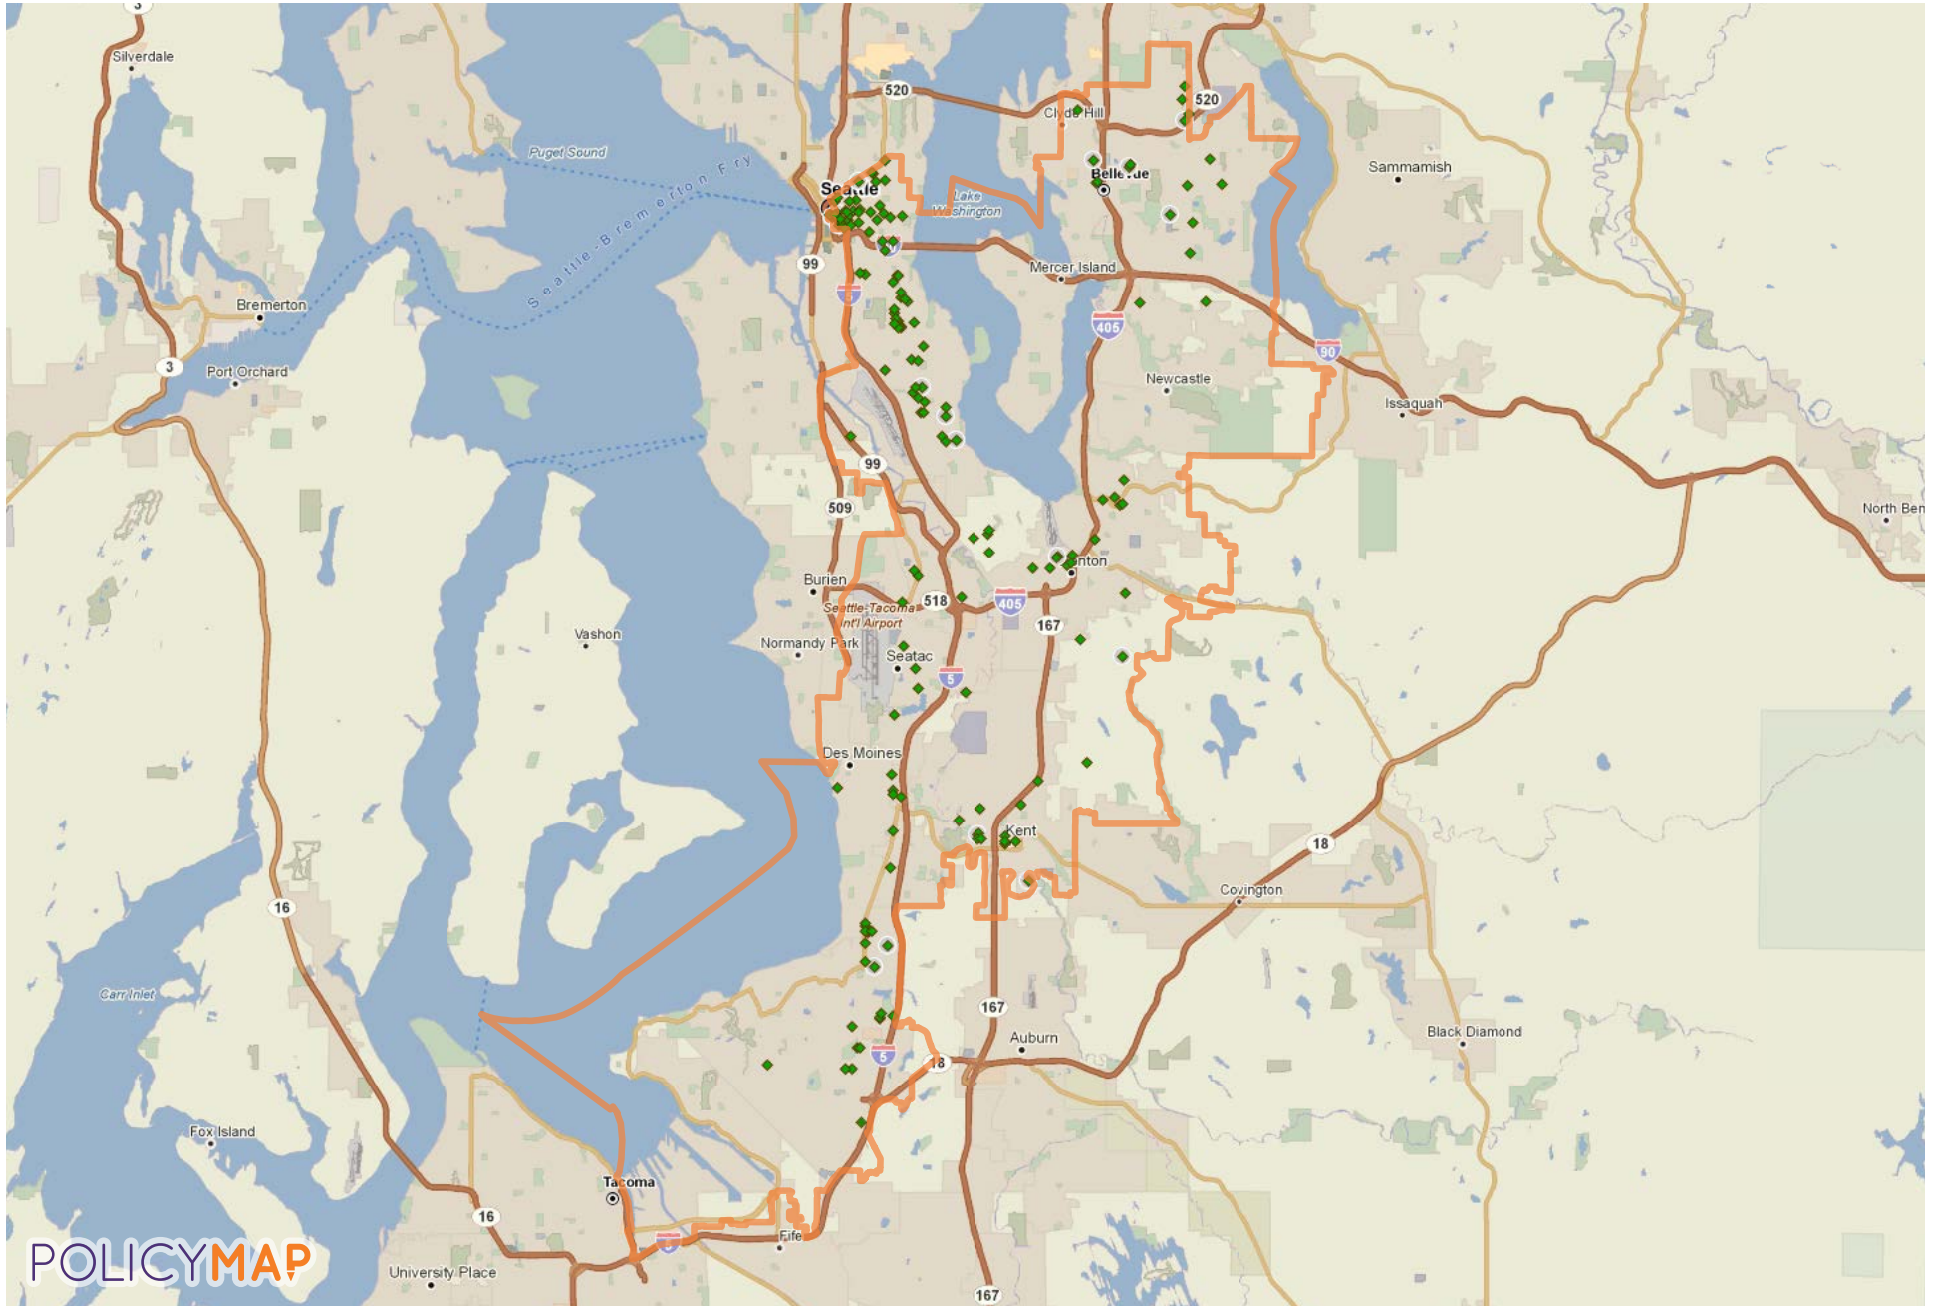 3
Silverdale
520
Clyde Hill
520
Puget Sound
Sammamish
Seattle
Bellevue
Lake
Washington
Seattle-Bremerton Fry
99
Mercer Island
5
Bremerton
405
90
3
Port Orchard
Newcastle
Issaquah
99
509
North Ben
Burien
518
405
Seattle-Tacoma
Int'l Airport
167
Vashon
Normandy Park
Seatac
5
Des Moines
Kent
18
Covington
16
Carr Inlet
167
Black Diamond
Auburn
5
18
Fox Island
Tacoma
16
Fife
POLICYMAP
University Place
167